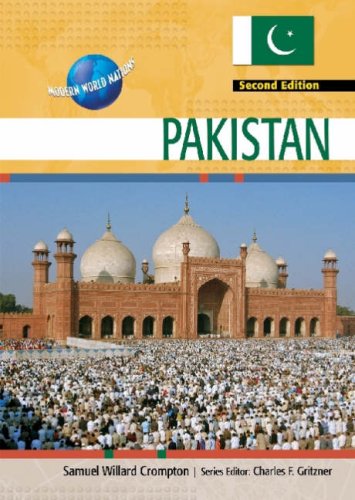 MODERN WORLD NATIONS
Second Edition
PAKISTAN
Samuel Willard Crompton | Series Editor: Charles F. Gritzner